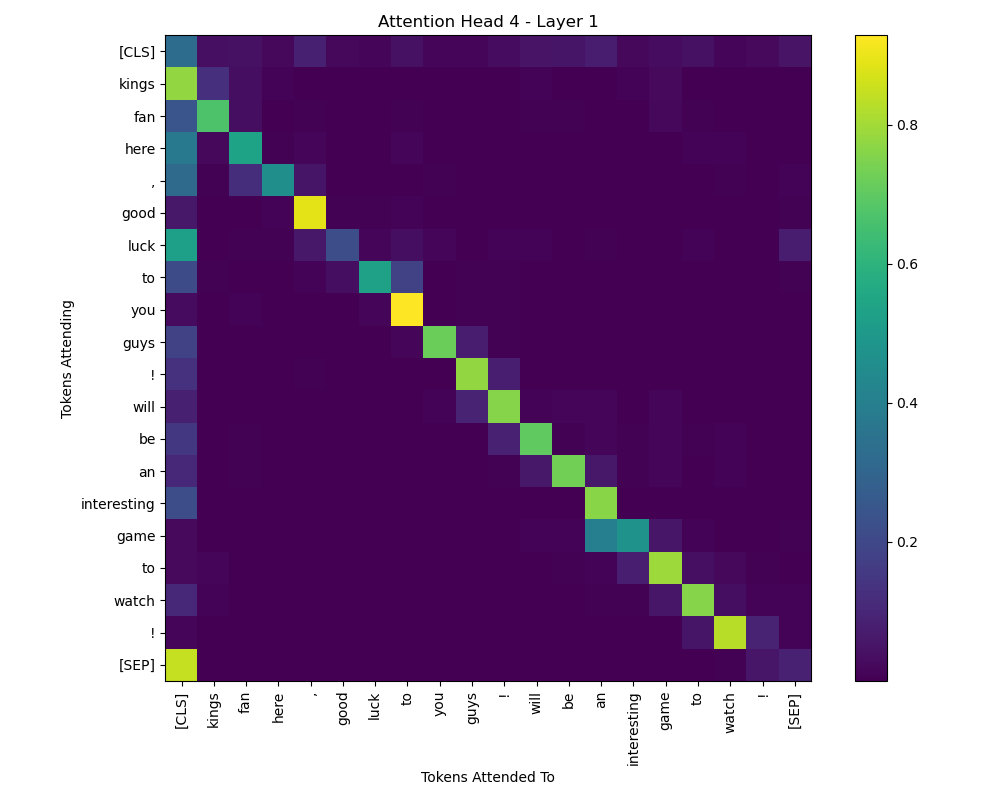 Attention Head 4 - Layer 1
Tokens Attending
[CLS]
kings
fan
here
,
good
luck
to
you
guys
!
will
be
an
interesting
game
to
watch
!
[SEP]
[CLS]
kings
fan
here
,
good
luck
to
you
guys
!
will
be
an
interesting
game
to
watch
!
[SEP]
Tokens Attended To
0.8
0.6
0.4
0.2